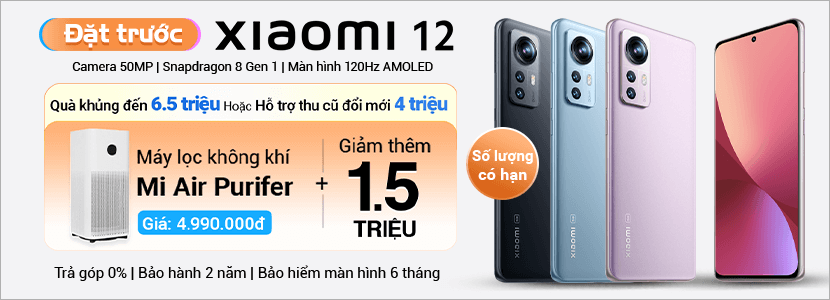 Đặt trước XIAOMI 12
Camera 50MP | Snapdragon 8 Gen 1 | Màn hình 120Hz AMOLED
Quà khủng đến 6.5 triệu Hoặc Hỗ trợ thu cũ đổi mới 4 triệu
Máy lọc không khí
Mi Air Purifer
Giá: 4.990.000đ
+
Giảm thêm
1.5
TRIỆU
Số lượng
có hạn
Trả góp 0% | Bảo hành 2 năm | Bảo hiểm màn hình 6 tháng
XIAOMI
XIAOMI
XIAOMI